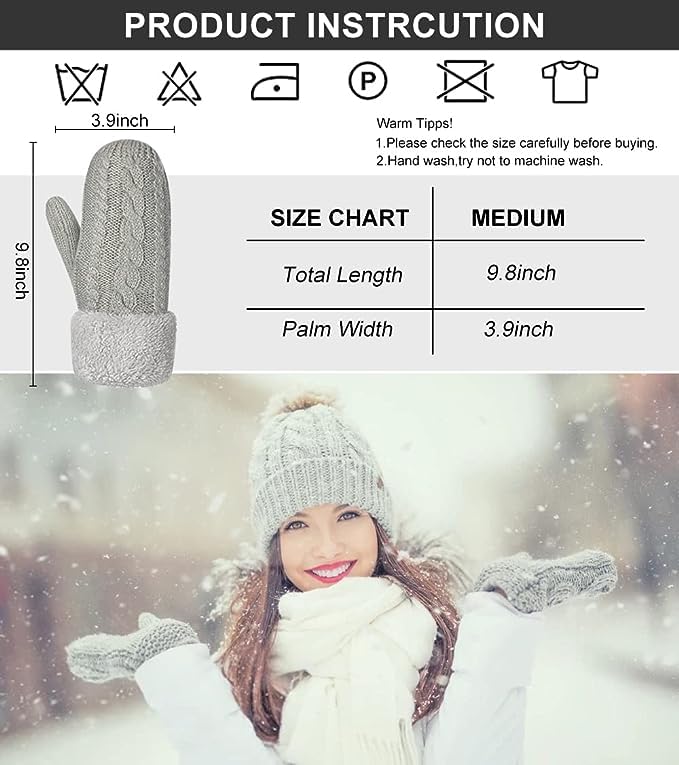 PRODUCT INSTRCUTION
P
3.9inch
Warm Tipps!
1.Please check the size carefully before buying.
2.Hand wash,try not to machine wash.
9.8inch
SIZE CHART MEDIUM
Total Length 9.8inch
Palm Width 3.9inch